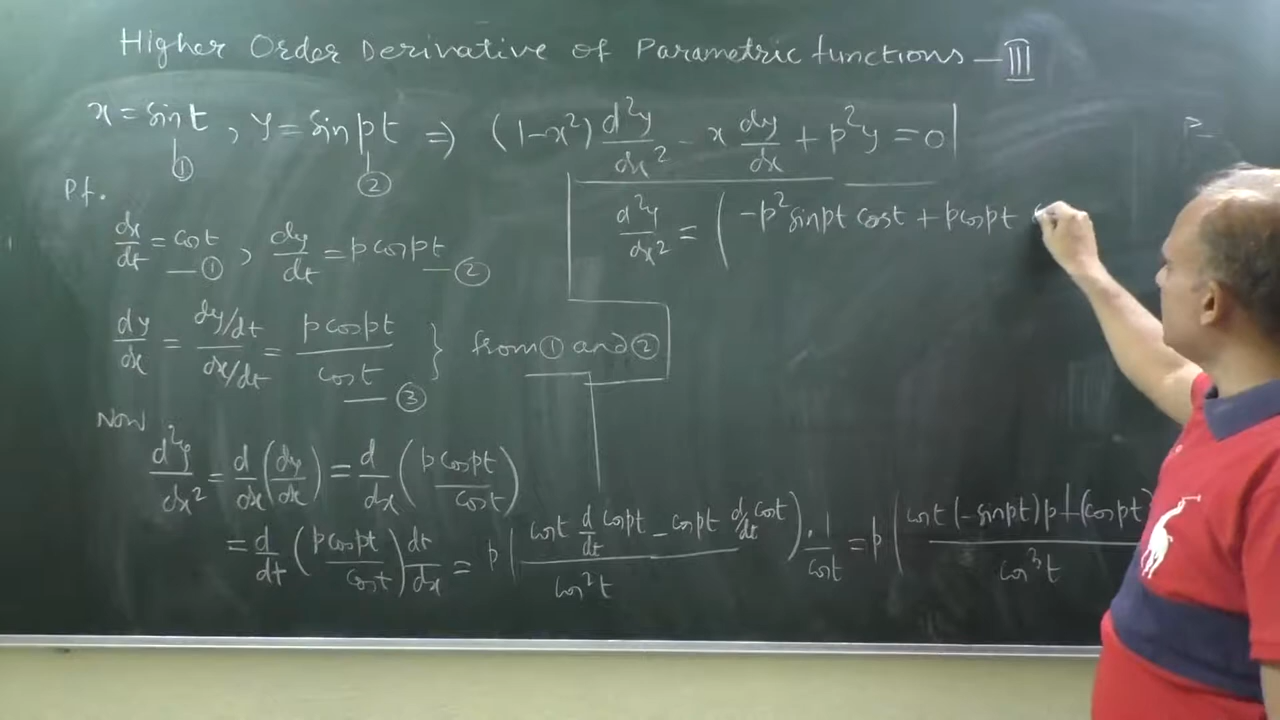 Higher Order Derivative of Parametric functions – III
x = sin t, y = sin pt ⇒ (1-x²) d²y/dx² - x dy/dx + p²y = 0
① ②
Pf.
dx/dt = cos t — ①, dy/dt = p cos pt — ②
dy/dx = (dy/dt)/(dx/dt) = p cos pt / cos t } from ① and ②
— ③
Now
d²y/dx² = d/dx (dy/dx) = d/dx (p cos pt / cos t)
= d/dt (p cos pt / cos t) dt/dx = p ( (cos t d/dt cos pt - cos pt d/dt cos t) / cos² t ) . 1/cos t = p ( (cos t (-sin pt) p + (cos pt) / cos³ t
d²y/dx² = ( -p² sin pt cos t + p cos pt